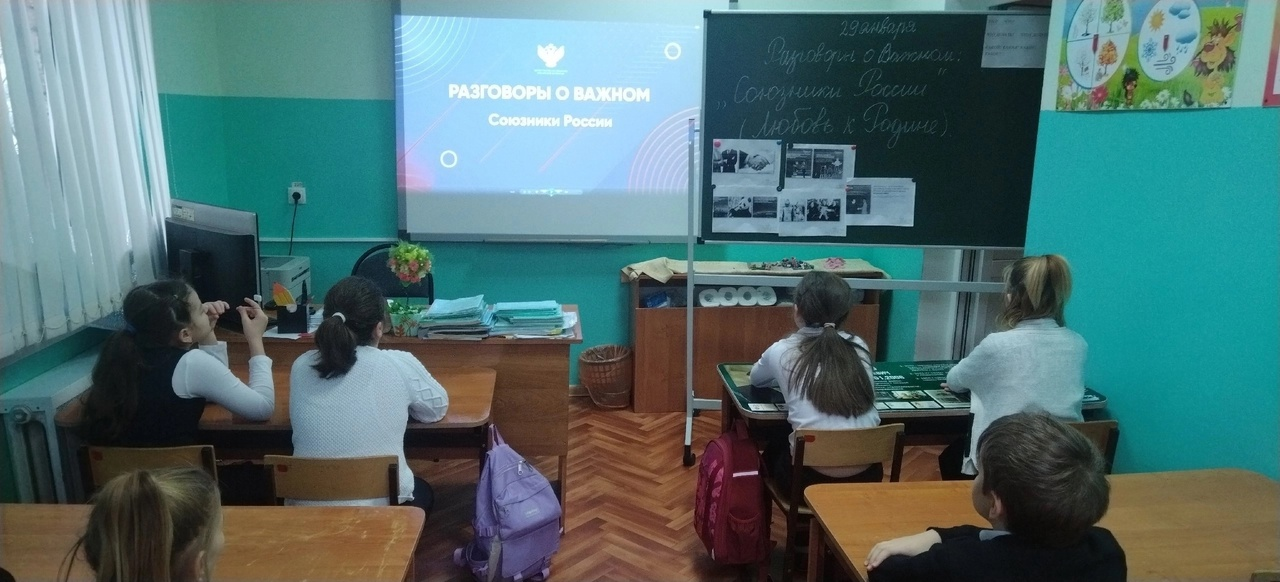 РАЗГОВОРЫ О ВАЖНОМ
Союзники России
29 января
Разговоры о Важном:
„Союзники России"
(Любовь к Родине).